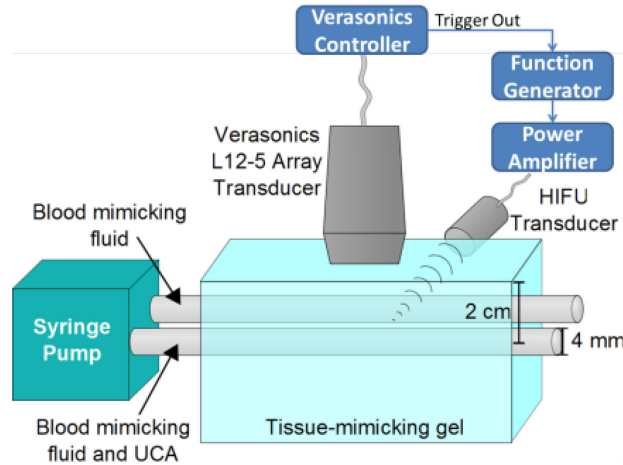 Verasonics
Controller
Trigger Out
Function
Generator
Power
Amplifier
Verasonics
L12-5 Array
Transducer
HIFU
Transducer
Blood mimicking
fluid
Syringe
Pump
2 cm
4 mm
Blood mimicking
fluid and UCA
Tissue-mimicking gel